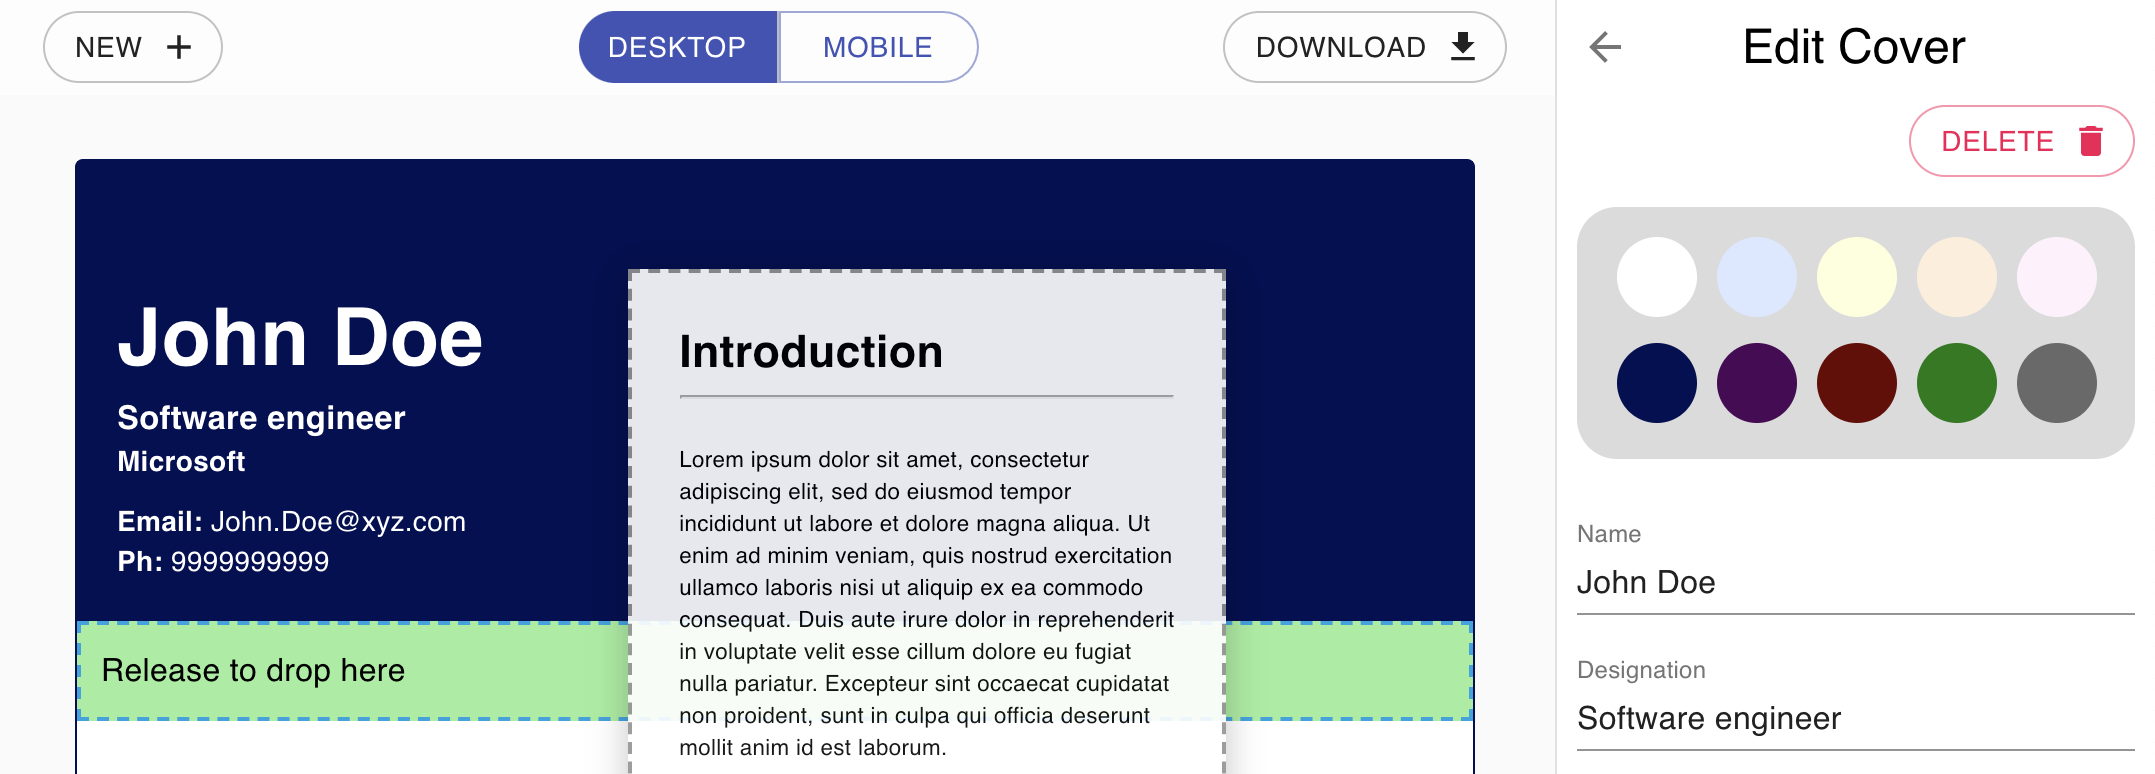 NEW
DESKTOP
MOBILE
DOWNLOAD
Edit Cover
DELETE
John Doe
Software engineer
Microsoft
Email: John.Doe@xyz.com
Ph: 9999999999
Release to drop here
Introduction
Lorem ipsum dolor sit amet, consectetur
adipiscing elit, sed do eiusmod tempor
incididunt ut labore et dolore magna aliqua. Ut
enim ad minim veniam, quis nostrud exercitation
ullamco laboris nisi ut aliquip ex ea commodo
consequat. Duis aute irure dolor in reprehenderit
in voluptate velit esse cillum dolore eu fugiat
nulla pariatur. Excepteur sint occaecat cupidatat
non proident, sunt in culpa qui officia deserunt
mollit anim id est laborum.
Name
John Doe
Designation
Software engineer